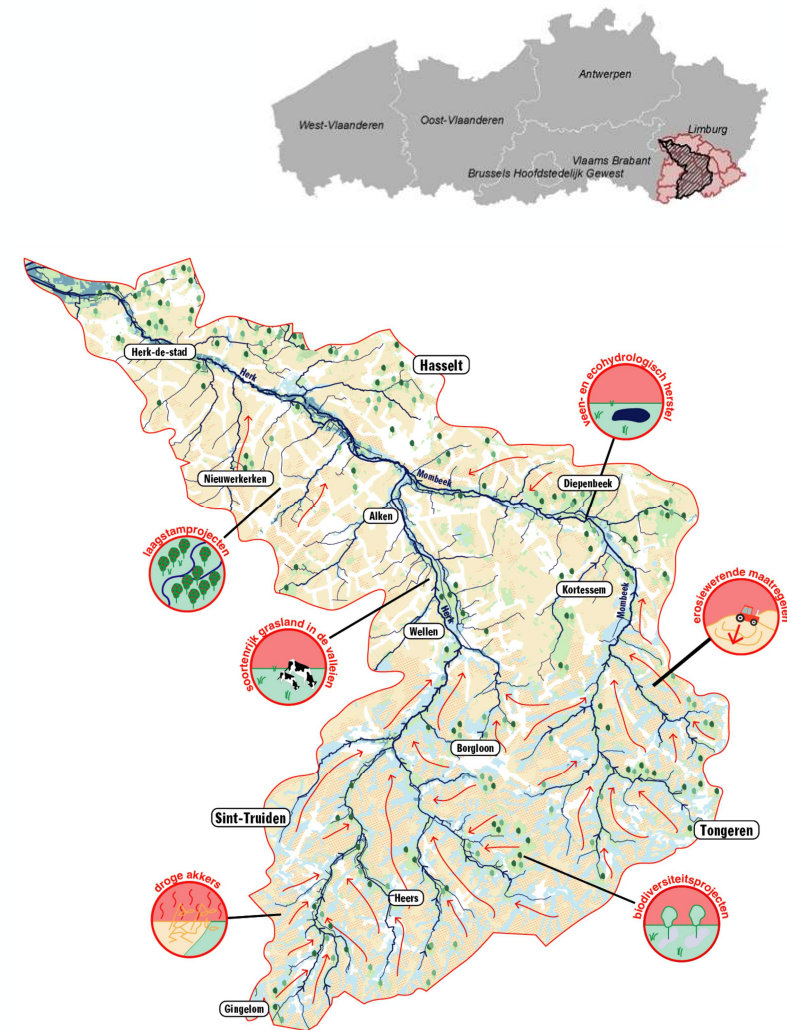 Antwerpen
Oost-Vlaanderen
West-Vlaanderen
Limburg
Vlaams Brabant
Brussels Hoofdstedelijk Gewest
Herk-de-stad
Herk
Hasselt
veen- en ecohydrologisch herstel
Mombeek
Diepenbeek
Nieuwerkerken
Alken
laagstamprojecten
Kortessem
Mombeek
erosiewerende maatregelen
Herk
Wellen
soortenrijk grasland in de valleien
Borgloon
Sint-Truiden
Tongeren
droge akkers
Heers
biodiversiteitsprojecten
Gingelom